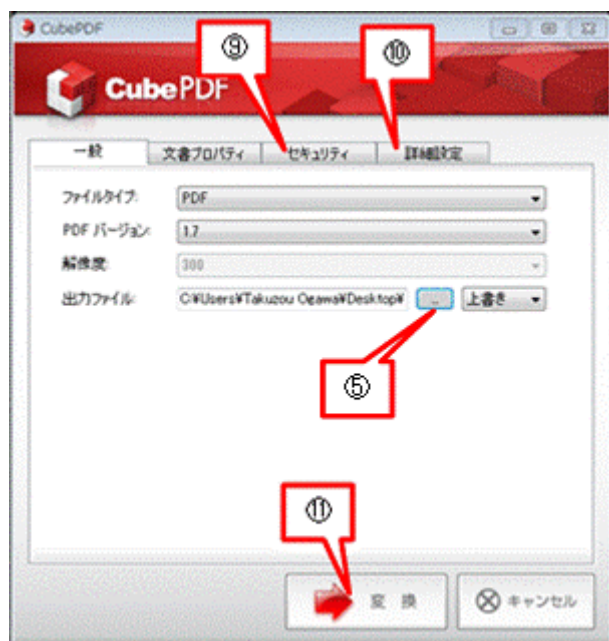 CubePDF
⑨
⑩
CubePDF
一般 文書プロパティ セキュリティ 詳細設定
ファイルタイプ: PDF
PDF バージョン: 1.7
解像度: 300
出力ファイル: C:¥Users¥Takuzou Ogawa¥Desktop¥ ... 上書き
⑤
⑪
変換 キャンセル